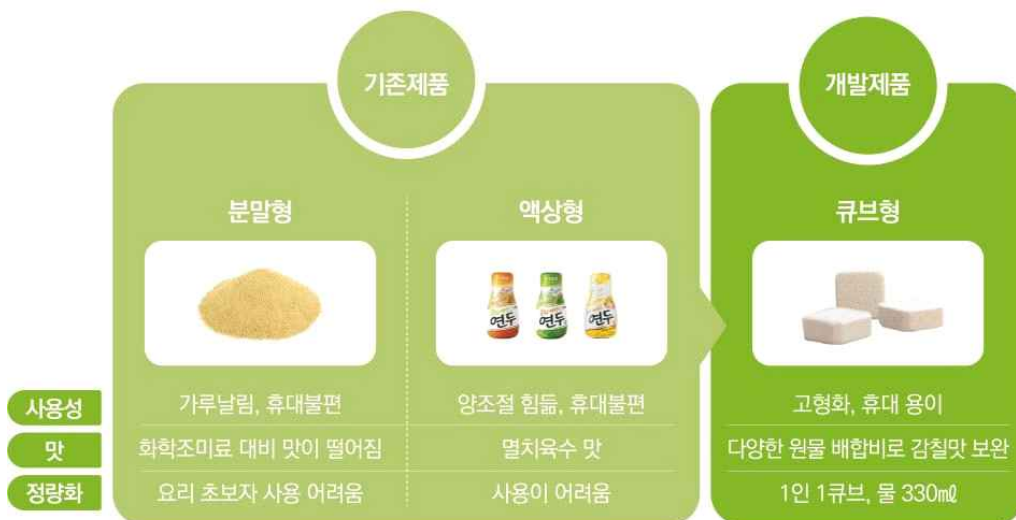 기존제품
개발제품
분말형
액상형
큐브형
연두 연두 연두
사용성
가루날림, 휴대불편
양조절 힘듦, 휴대불편
고형화, 휴대 용이
맛
화학조미료 대비 맛이 떨어짐
멸치육수 맛
다양한 원물 배합비로 감칠맛 보완
정량화
요리 초보자 사용 어려움
사용이 어려움
1인 1큐브, 물 330㎖